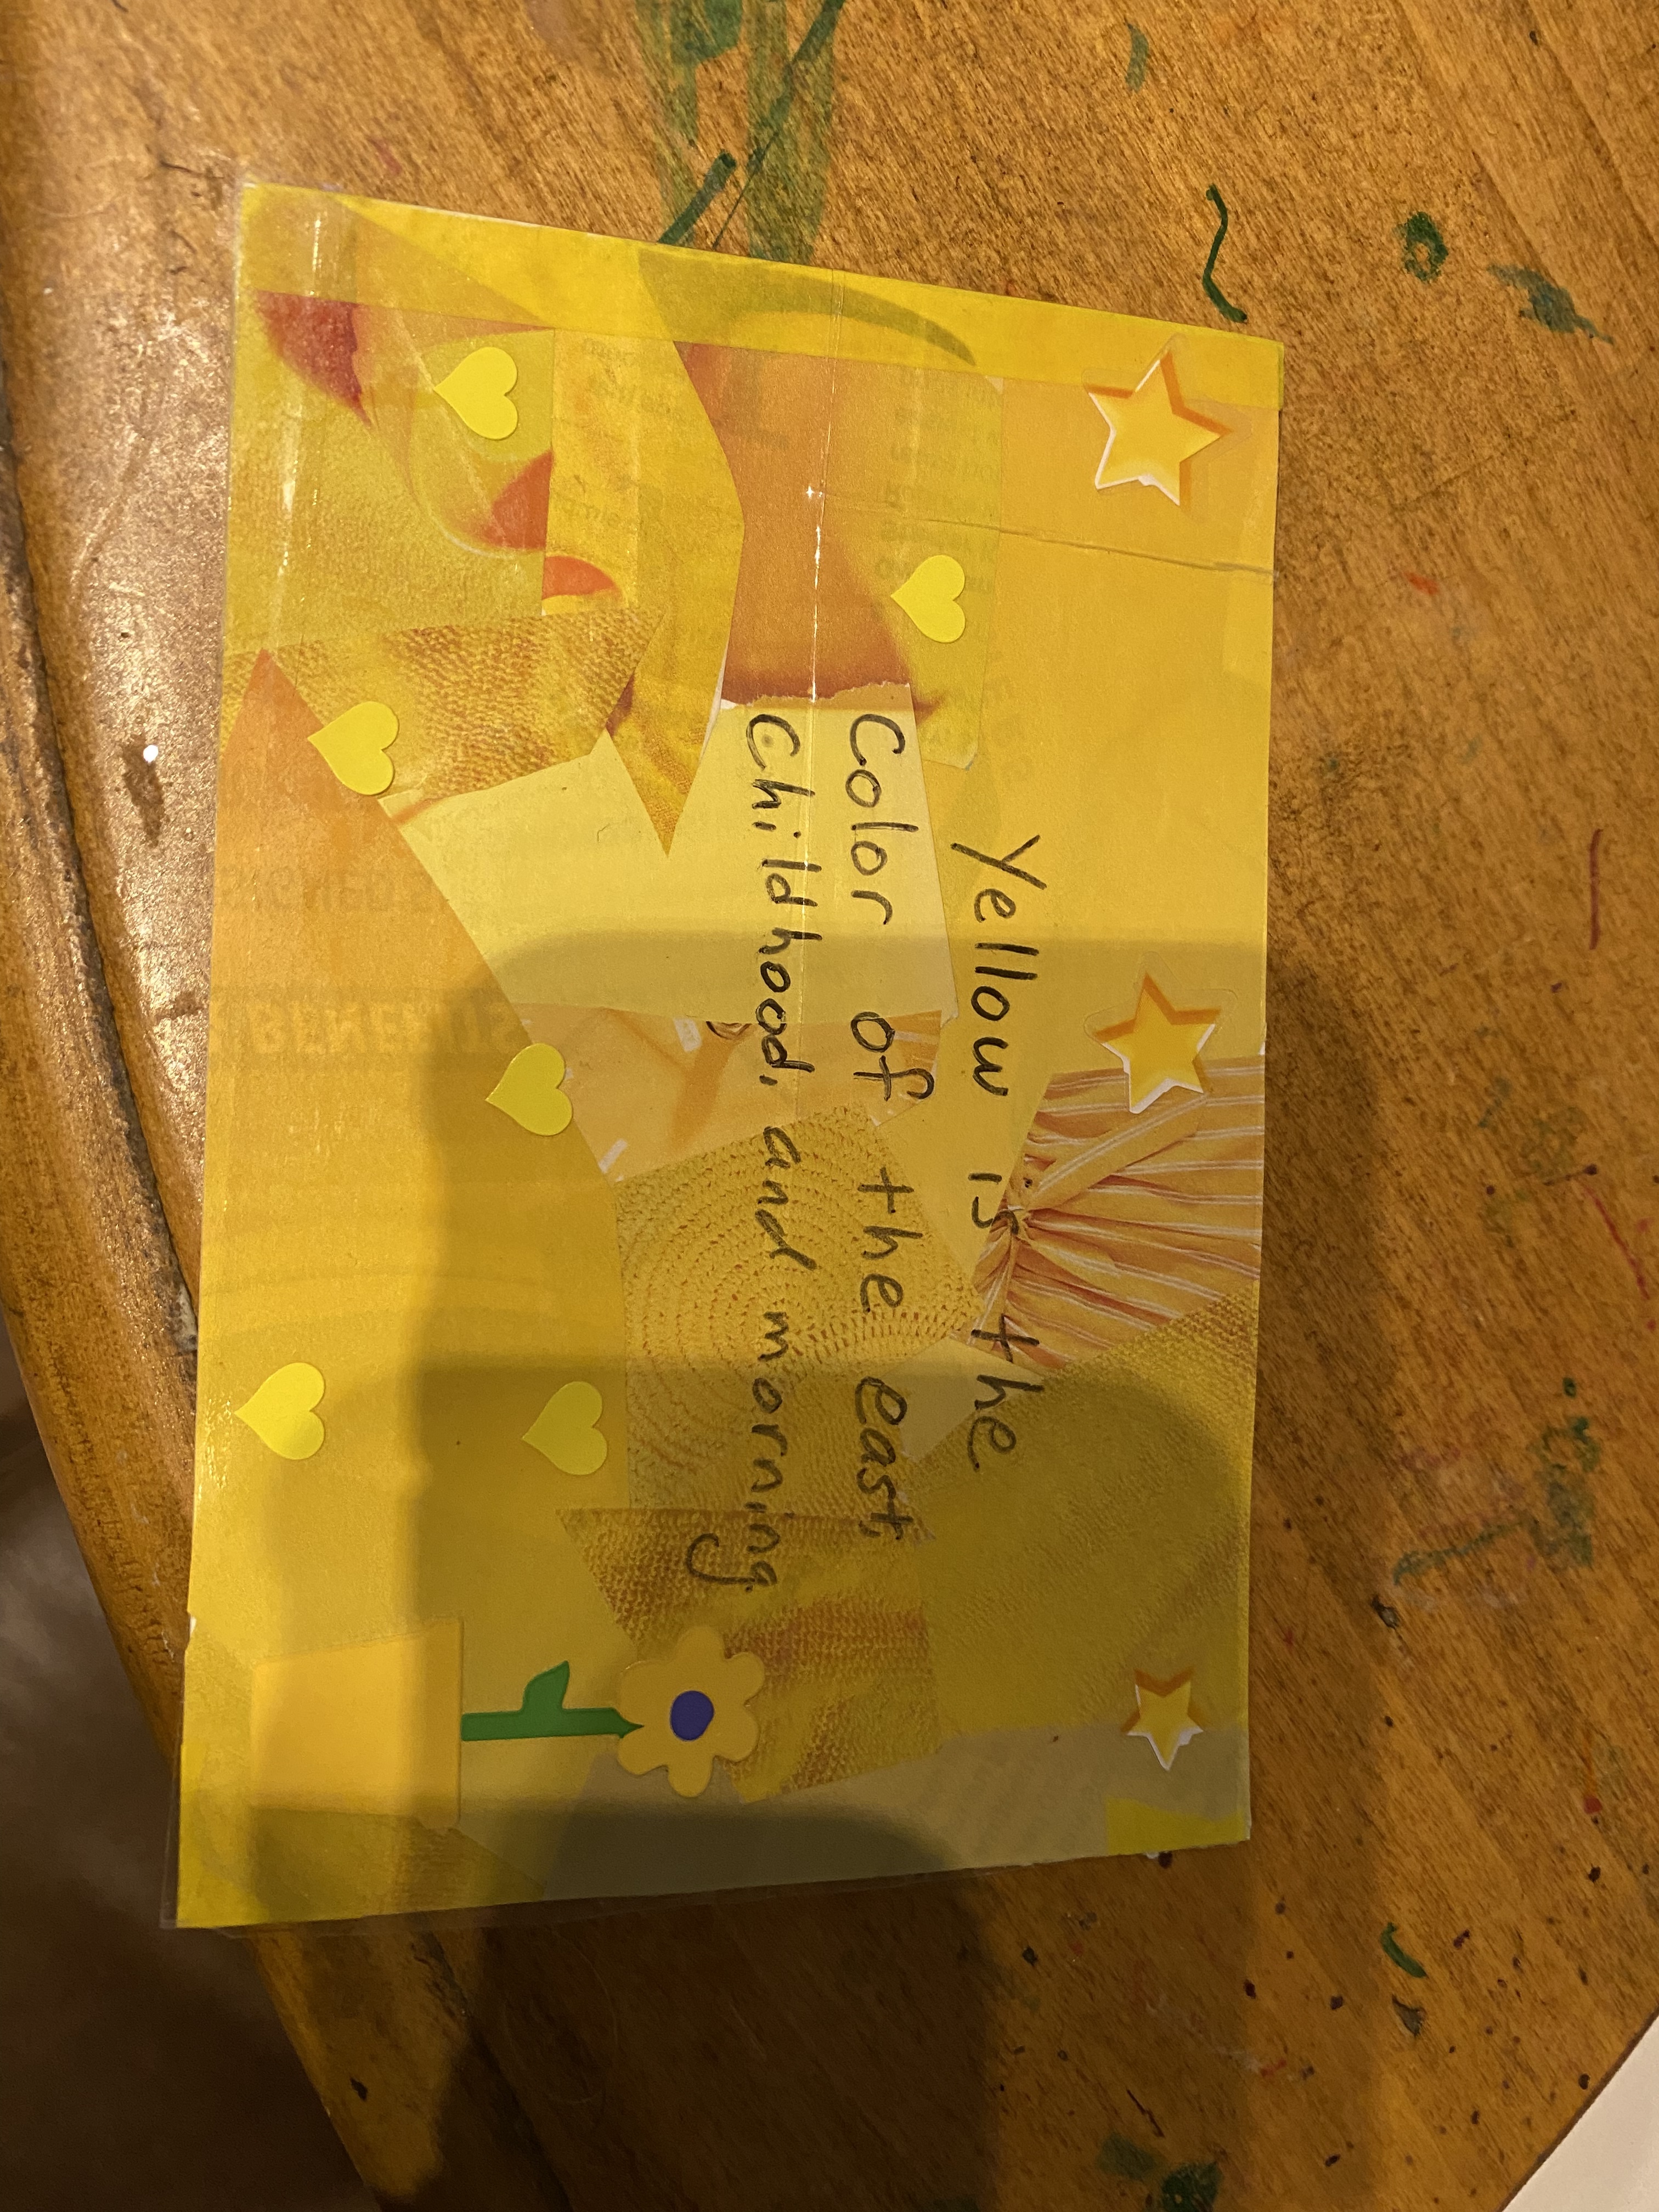 Yellow is the
Color of the east,
Childhood, and morning.